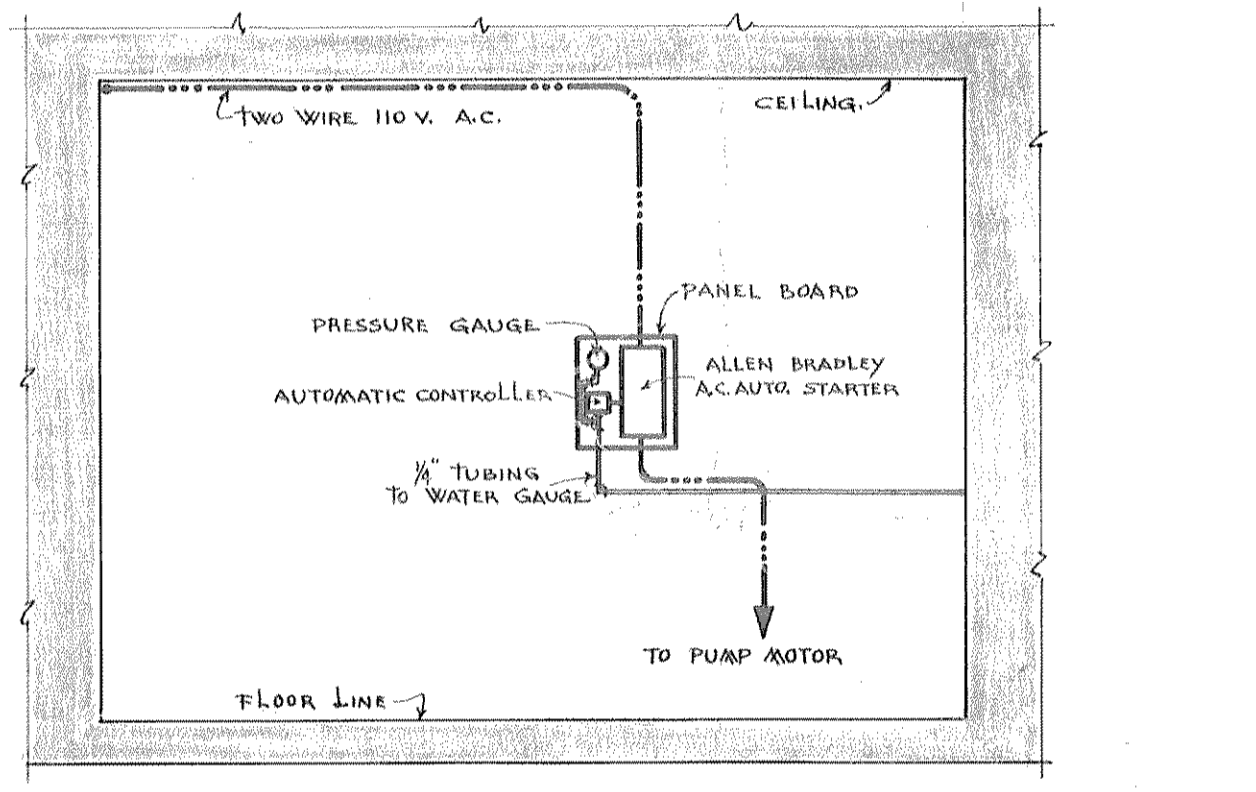 TWO WIRE 110 V. A.C.
CEILING.
PANEL BOARD
PRESSURE GAUGE
ALLEN BRADLEY
A.C. AUTO. STARTER
AUTOMATIC CONTROLLER
1/4" TUBING
TO WATER GAUGE
TO PUMP MOTOR
FLOOR LINE